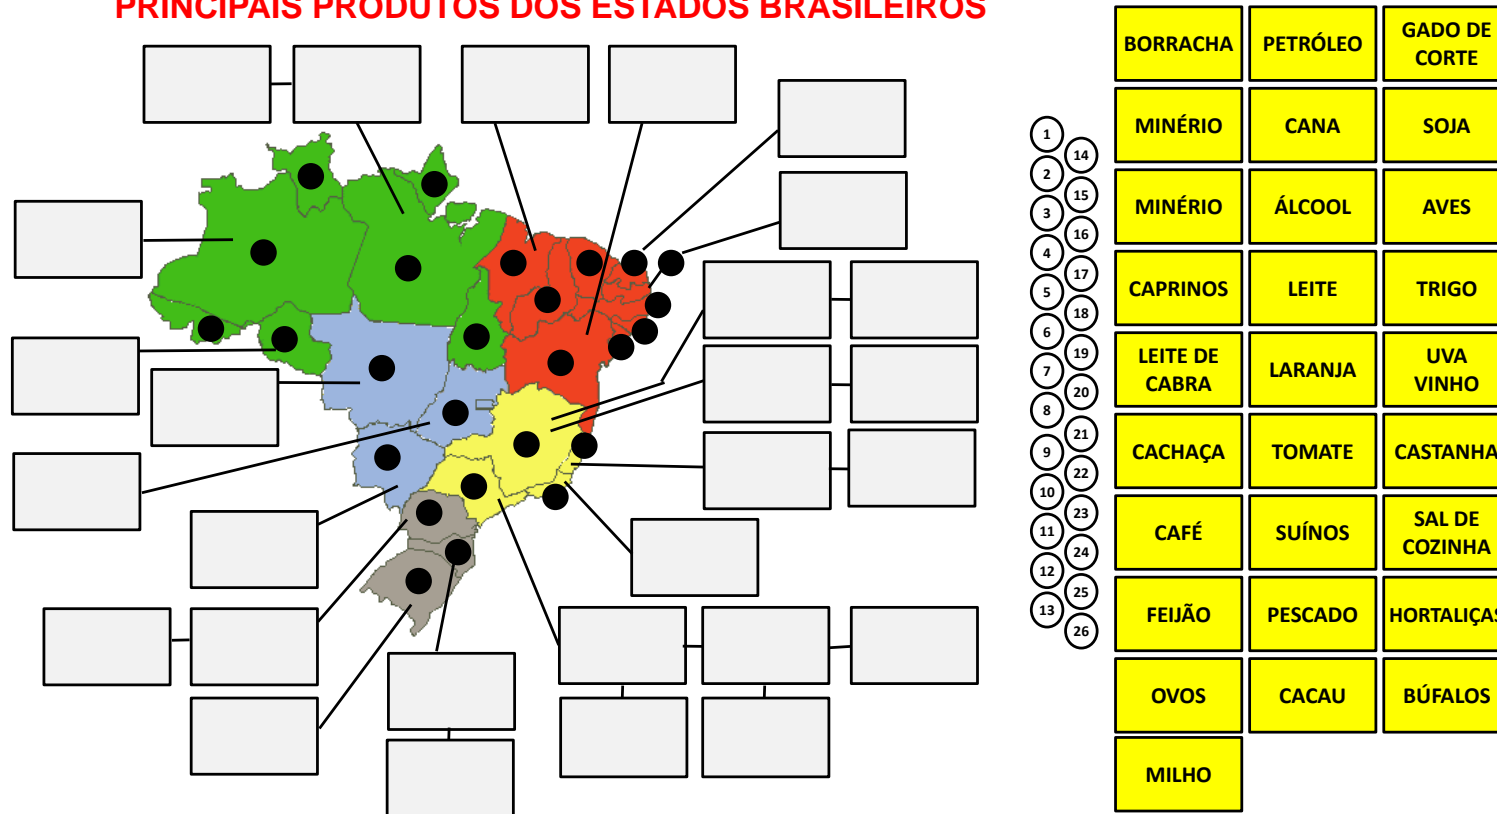 PRINCIPAIS PRODUTOS DOS ESTADOS BRASILEIROS
BORRACHA
PETRÓLEO
GADO DE
CORTE
MINÉRIO
CANA
SOJA
MINÉRIO
ÁLCOOL
AVES
CAPRINOS
LEITE
TRIGO
LEITE DE
CABRA
LARANJA
UVA
VINHO
CACHAÇA
TOMATE
CASTANHA
CAFÉ
SUÍNOS
SAL DE
COZINHA
FEIJÃO
PESCADO
HORTALIÇAS
OVOS
CACAU
BÚFALOS
MILHO
1
14
2
15
3
16
4
17
5
18
6
19
7
20
8
21
9
22
10
23
11
24
12
25
13
26